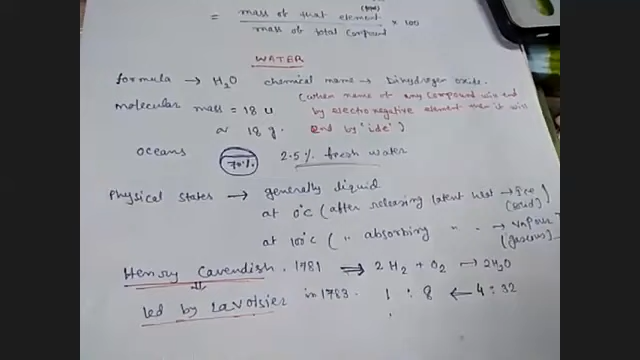 = mass of that element / mass of total compound × 100
WATER
formula → H₂O chemical name → Dihydrogen oxide.
(when name of any compound will end
molecular mass = 18 u by electronegative element then it will
or 18 g. end by 'ide')
Oceans 70% 2.5% fresh water
Physical states → generally liquid
at 0°C (after releasing latent heat → Ice)
(solid)
at 100°C ( " absorbing " " → vapour
(gaseous)
Henry Cavendish. 1781 ⇒ 2H₂ + O₂ → 2H₂O
⇓
Led by Lavoisier in 1783. 1 : 8 ← 4 : 32